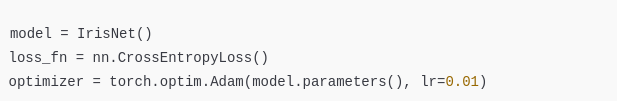 model = IrisNet()
loss_fn = nn.CrossEntropyLoss()
optimizer = torch.optim.Adam(model.parameters(), lr=0.01)